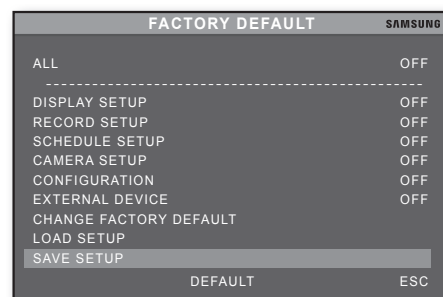 FACTORY DEFAULT SAMSUNG
ALL OFF
------------------------------------------------
DISPLAY SETUP OFF
RECORD SETUP OFF
SCHEDULE SETUP OFF
CAMERA SETUP OFF
CONFIGURATION OFF
EXTERNAL DEVICE OFF
CHANGE FACTORY DEFAULT
LOAD SETUP
SAVE SETUP
DEFAULT ESC